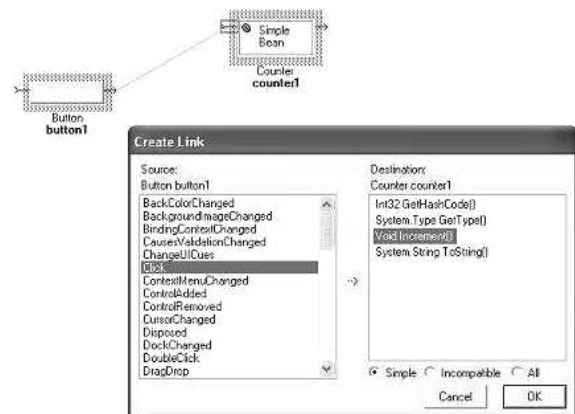 Simple
Bean
Counter
counter1
Button
button1
Create Link
Source:
Button button1
BackColorChanged
BackgroundImageChanged
BindingContextChanged
CausesValidationChanged
ChangeUICues
Click
ContextMenuChanged
ControlAdded
ControlRemoved
CursorChanged
Disposed
DockChanged
DoubleClick
DragDrop
Destination:
Counter counter1
Int32 GetHashCode()
System.Type GetType()
Void Increment()
System.String ToString()
Simple Incompatible All
Cancel OK